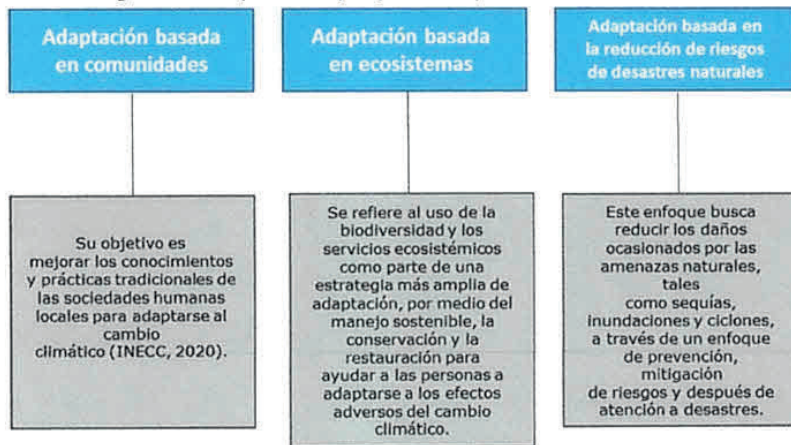 Adaptación basada
en comunidades
Adaptación basada
en ecosistemas
Adaptación basada en
la reducción de riesgos
de desastres naturales
Su objetivo es
mejorar los conocimientos
y prácticas tradicionales de
las sociedades humanas
locales para adaptarse al
cambio
climático (INECC, 2020).
Se refiere al uso de la
biodiversidad y los
servicios ecosistémicos
como parte de una
estrategia más amplia de
adaptación, por medio del
manejo sostenible, la
conservación y la
restauración para
ayudar a las personas a
adaptarse a los efectos
adversos del cambio
climático.
Este enfoque busca
reducir los daños
ocasionados por las
amenazas naturales,
tales
como sequías,
inundaciones y ciclones,
a través de un enfoque
de prevención,
mitigación
de riesgos y después de
atención a desastres.